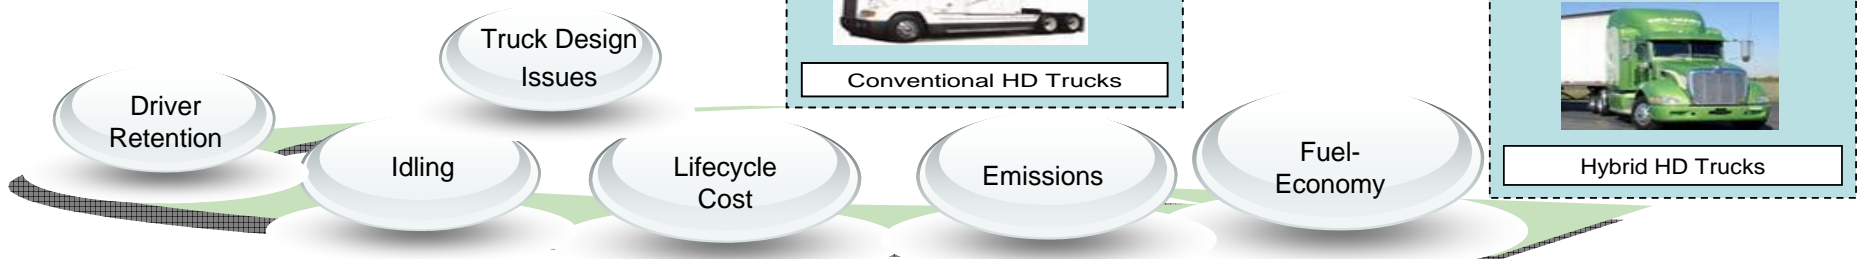 Truck Design
Issues
Conventional HD Trucks
Driver
Retention
Idling
Lifecycle
Cost
Emissions
Fuel-
Economy
Hybrid HD Trucks